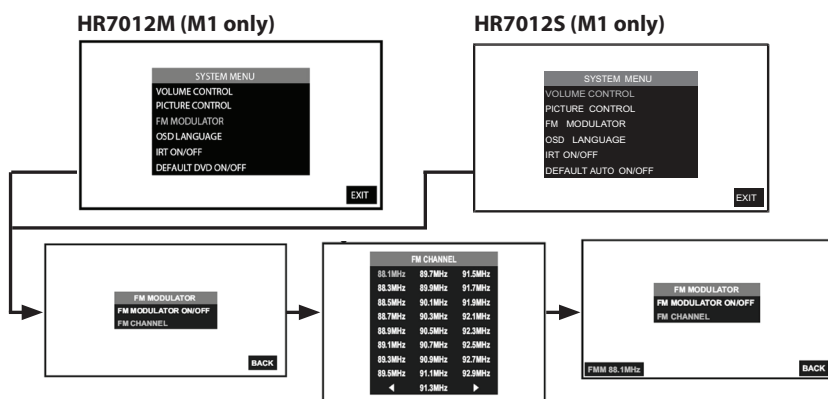 HR7012M (M1 only)
HR7012S (M1 only)
SYSTEM MENU
VOLUME CONTROL
PICTURE CONTROL
FM MODULATOR
OSD LANGUAGE
IRT ON/OFF
DEFAULT DVD ON/OFF
EXIT
SYSTEM MENU
VOLUME CONTROL
PICTURE CONTROL
FM MODULATOR
OSD LANGUAGE
IRT ON/OFF
DEFAULT AUTO ON/OFF
EXIT
FM MODULATOR
FM MODULATOR ON/OFF
FM CHANNEL
BACK
FM CHANNEL
88.1MHz 89.7MHz 91.5MHz
88.3MHz 89.9MHz 91.7MHz
88.5MHz 90.1MHz 91.9MHz
88.7MHz 90.3MHz 92.1MHz
88.9MHz 90.5MHz 92.3MHz
89.1MHz 90.7MHz 92.5MHz
89.3MHz 90.9MHz 92.7MHz
89.5MHz 91.1MHz 92.9MHz
91.3MHz
FM MODULATOR
FM MODULATOR ON/OFF
FM CHANNEL
FMM 88.1MHz
BACK